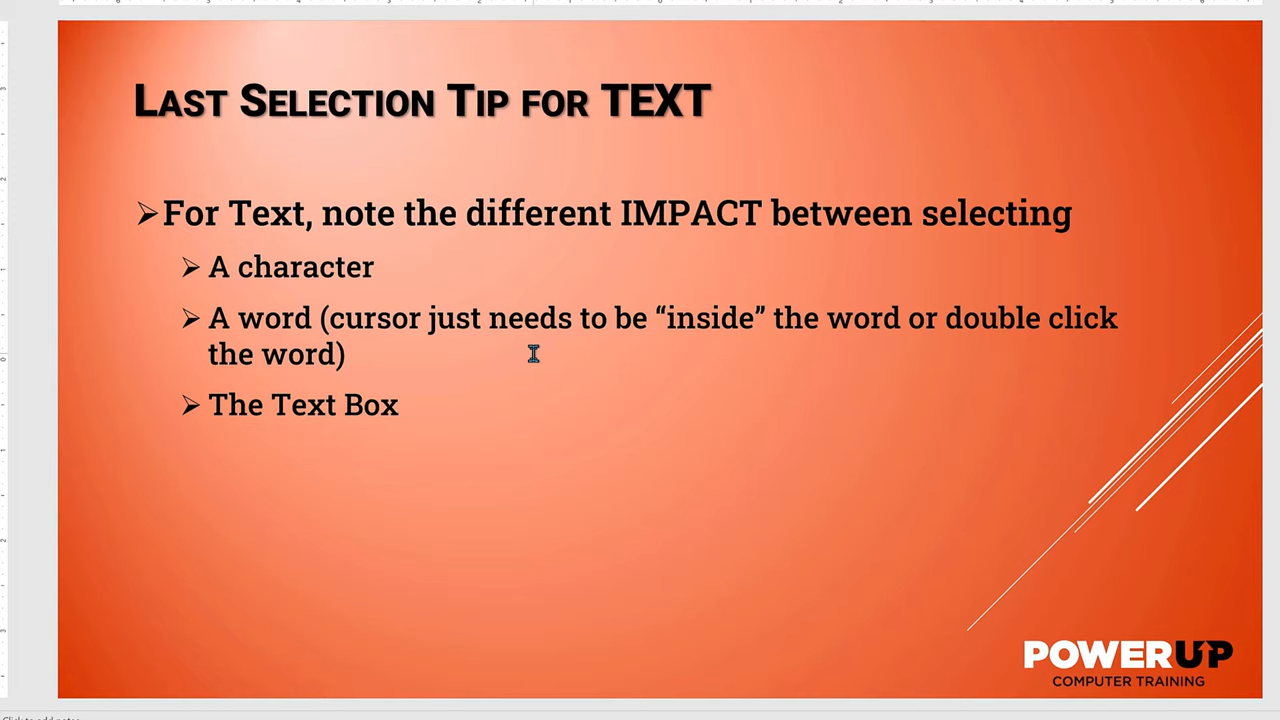 LAST SELECTION TIP FOR TEXT
➢For Text, note the different IMPACT between selecting
➢ A character
➢ A word (cursor just needs to be “inside” the word or double click
the word)
➢ The Text Box
POWERUP
COMPUTER TRAINING